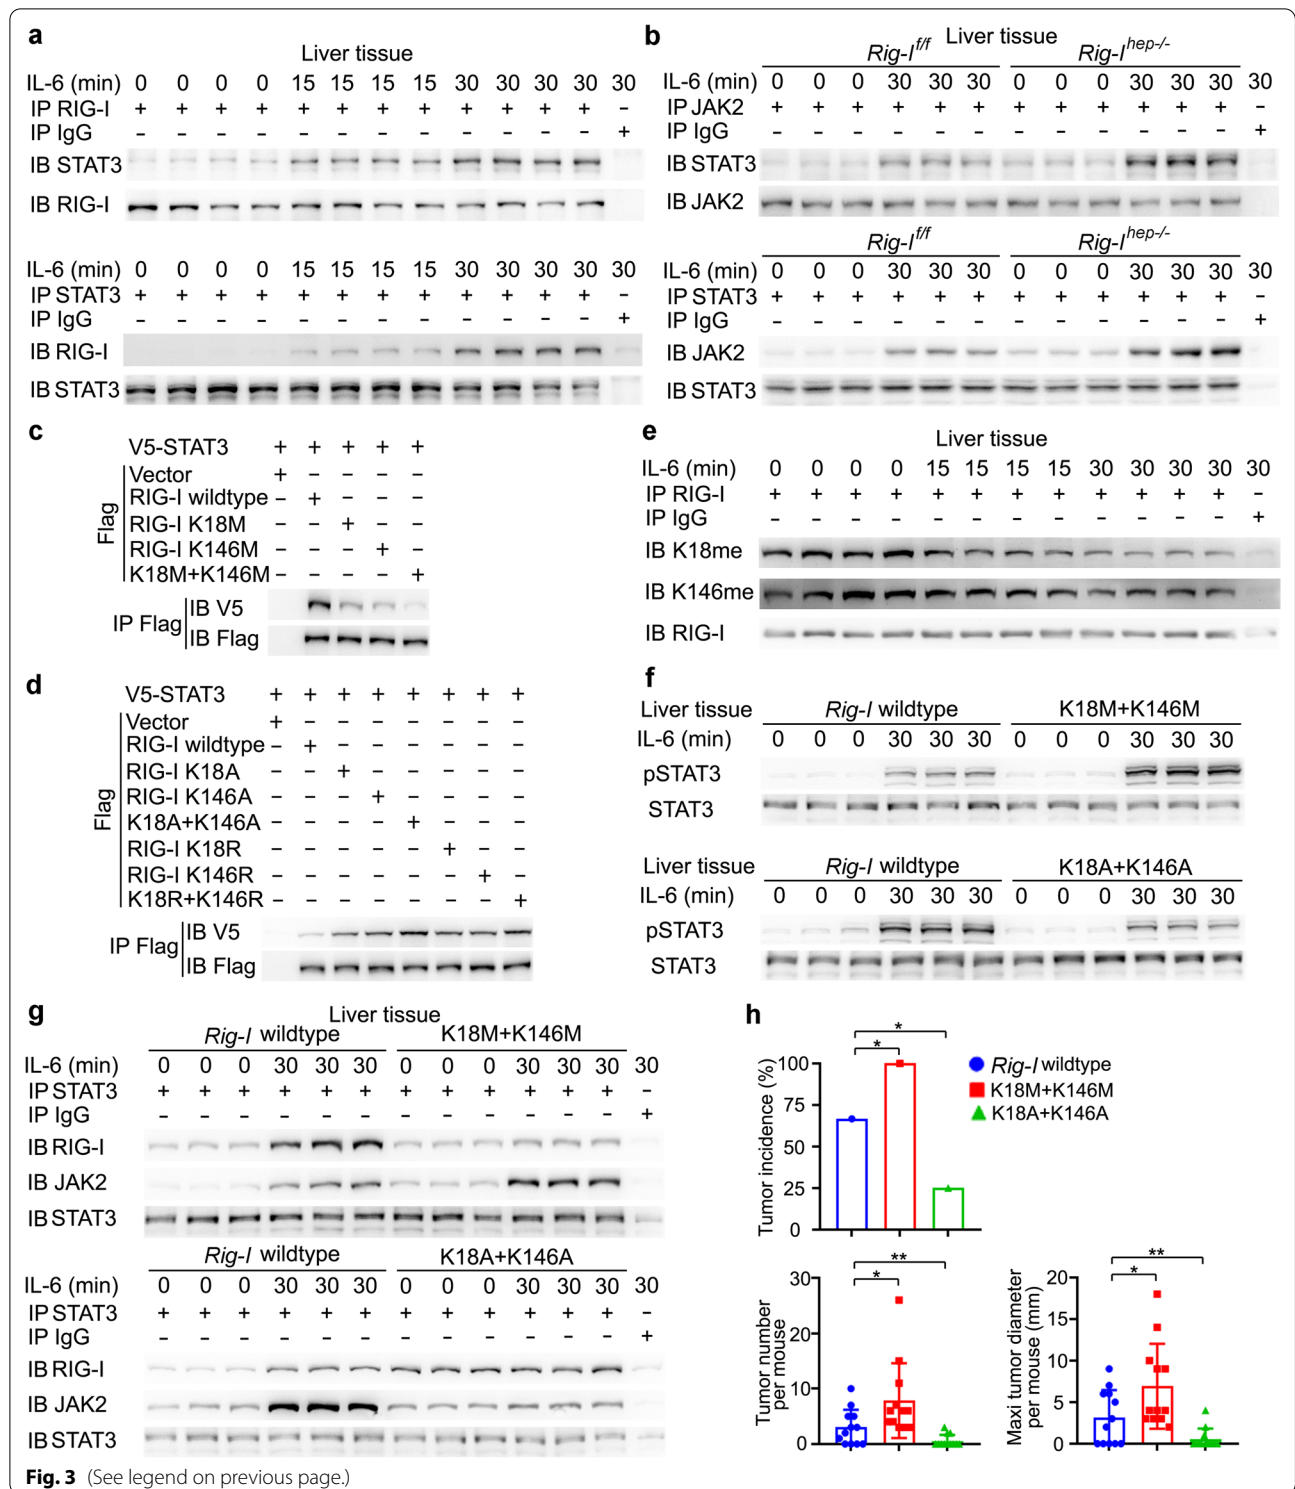 a
Liver tissue
IL-6 (min) 0 0 0 0 15 15 15 15 30 30 30 30 30
IP RIG-I + + + + + + + + + + + + –
IP IgG – – – – – – – – – – – – +
IB STAT3
IB RIG-I
IL-6 (min) 0 0 0 0 15 15 15 15 30 30 30 30 30
IP STAT3 + + + + + + + + + + + + –
IP IgG – – – – – – – – – – – – +
IB RIG-I
IB STAT3
b
Liver tissue
Rig-I f/f Rig-I hep-/-
IL-6 (min) 0 0 0 30 30 30 0 0 0 30 30 30 30
IP JAK2 + + + + + + + + + + + + –
IP IgG – – – – – – – – – – – – +
IB STAT3
IB JAK2
Rig-I f/f Rig-I hep-/-
IL-6 (min) 0 0 0 30 30 30 0 0 0 30 30 30 30
IP STAT3 + + + + + + + + + + + + –
IP IgG – – – – – – – – – – – – +
IB JAK2
IB STAT3
c
V5-STAT3 + + + + +
Flag
Vector + – – – –
RIG-I wildtype – + – – –
RIG-I K18M – – + – –
RIG-I K146M – – – + –
K18M+K146M – – – – +
IP Flag
IB V5
IB Flag
d
V5-STAT3 + + + + + + + +
Flag
Vector + – – – – – – –
RIG-I wildtype – + – – – – – –
RIG-I K18A – – + – – – – –
RIG-I K146A – – – + – – – –
K18A+K146A – – – – + – – –
RIG-I K18R – – – – – + – –
RIG-I K146R – – – – – – + –
K18R+K146R – – – – – – – +
IP Flag
IB V5
IB Flag
e
Liver tissue
IL-6 (min) 0 0 0 0 15 15 15 15 30 30 30 30 30
IP RIG-I + + + + + + + + + + + + –
IP IgG – – – – – – – – – – – – +
IB K18me
IB K146me
IB RIG-I
f
Liver tissue Rig-I wildtype K18M+K146M
IL-6 (min) 0 0 0 30 30 30 0 0 0 30 30 30
pSTAT3
STAT3
Liver tissue Rig-I wildtype K18A+K146A
IL-6 (min) 0 0 0 30 30 30 0 0 0 30 30 30
pSTAT3
STAT3
g
Liver tissue
Rig-I wildtype K18M+K146M
IL-6 (min) 0 0 0 30 30 30 0 0 0 30 30 30 30
IP STAT3 + + + + + + + + + + + + –
IP IgG – – – – – – – – – – – – +
IB RIG-I
IB JAK2
IB STAT3
Rig-I wildtype K18A+K146A
IL-6 (min) 0 0 0 30 30 30 0 0 0 30 30 30 30
IP STAT3 + + + + + + + + + + + + –
IP IgG – – – – – – – – – – – – +
IB RIG-I
IB JAK2
IB STAT3
h
Tumor incidence (%)
100
75
50
25
0
*
*
Rig-I wildtype
K18M+K146M
K18A+K146A
Tumor number
per mouse
30
20
10
0
**
*
Maxi tumor diameter
per mouse (mm)
20
15
10
5
0
**
*
Fig. 3 (See legend on previous page.)